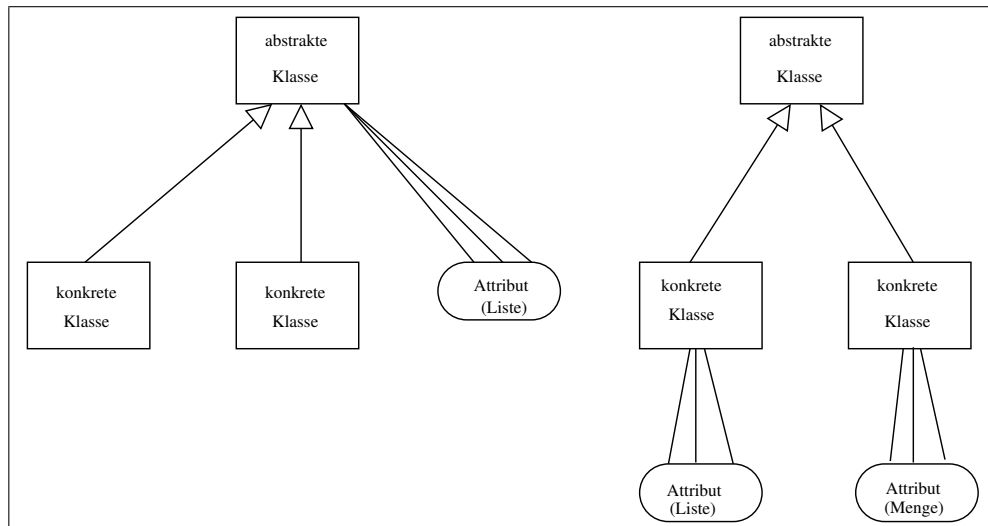 abstrakte
Klasse
konkrete
Klasse
konkrete
Klasse
Attribut
(Liste)
abstrakte
Klasse
konkrete
Klasse
konkrete
Klasse
Attribut
(Liste)
Attribut
(Menge)